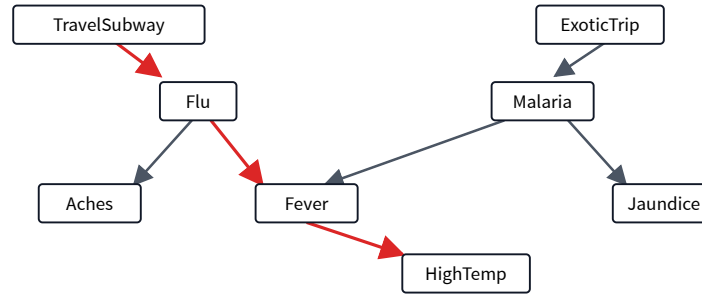 TravelSubway
ExoticTrip
Flu
Malaria
Aches
Fever
Jaundice
HighTemp